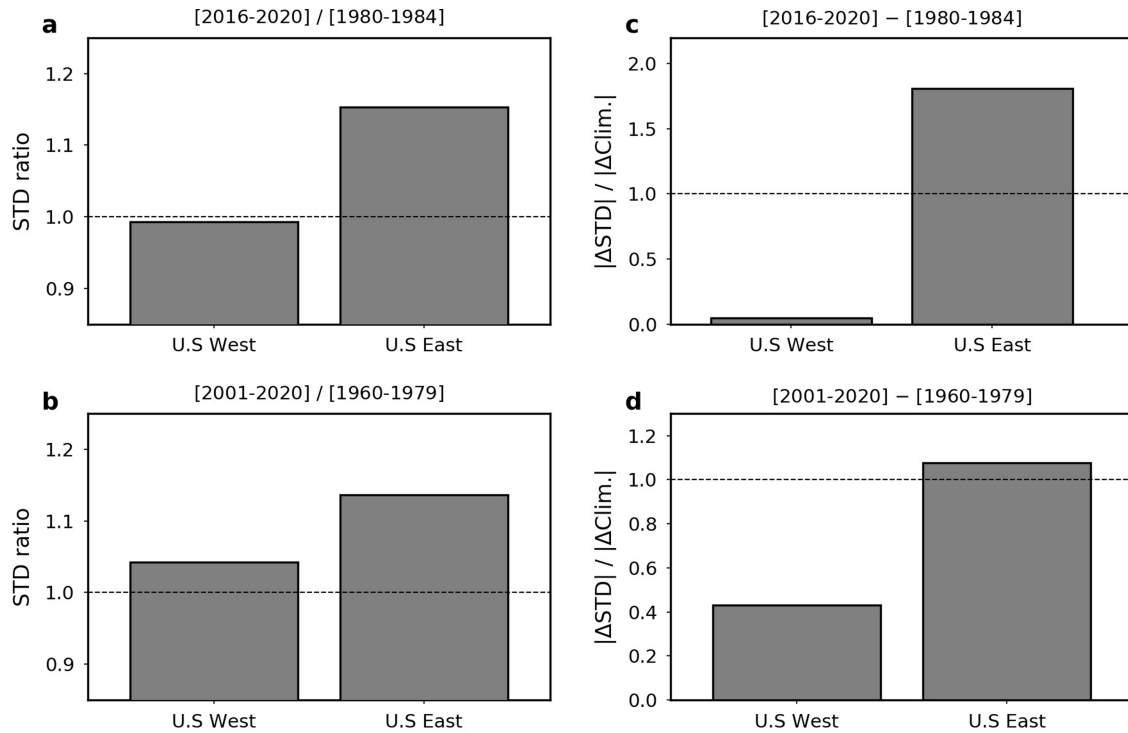 a
[2016-2020] / [1980-1984]
STD ratio
1.2
1.1
1.0
0.9
U.S West
U.S East
c
[2016-2020] − [1980-1984]
|ΔSTD| / |ΔClim.|
2.0
1.5
1.0
0.5
0.0
U.S West
U.S East
b
[2001-2020] / [1960-1979]
STD ratio
1.2
1.1
1.0
0.9
U.S West
U.S East
d
[2001-2020] − [1960-1979]
|ΔSTD| / |ΔClim.|
1.2
1.0
0.8
0.6
0.4
0.2
0.0
U.S West
U.S East